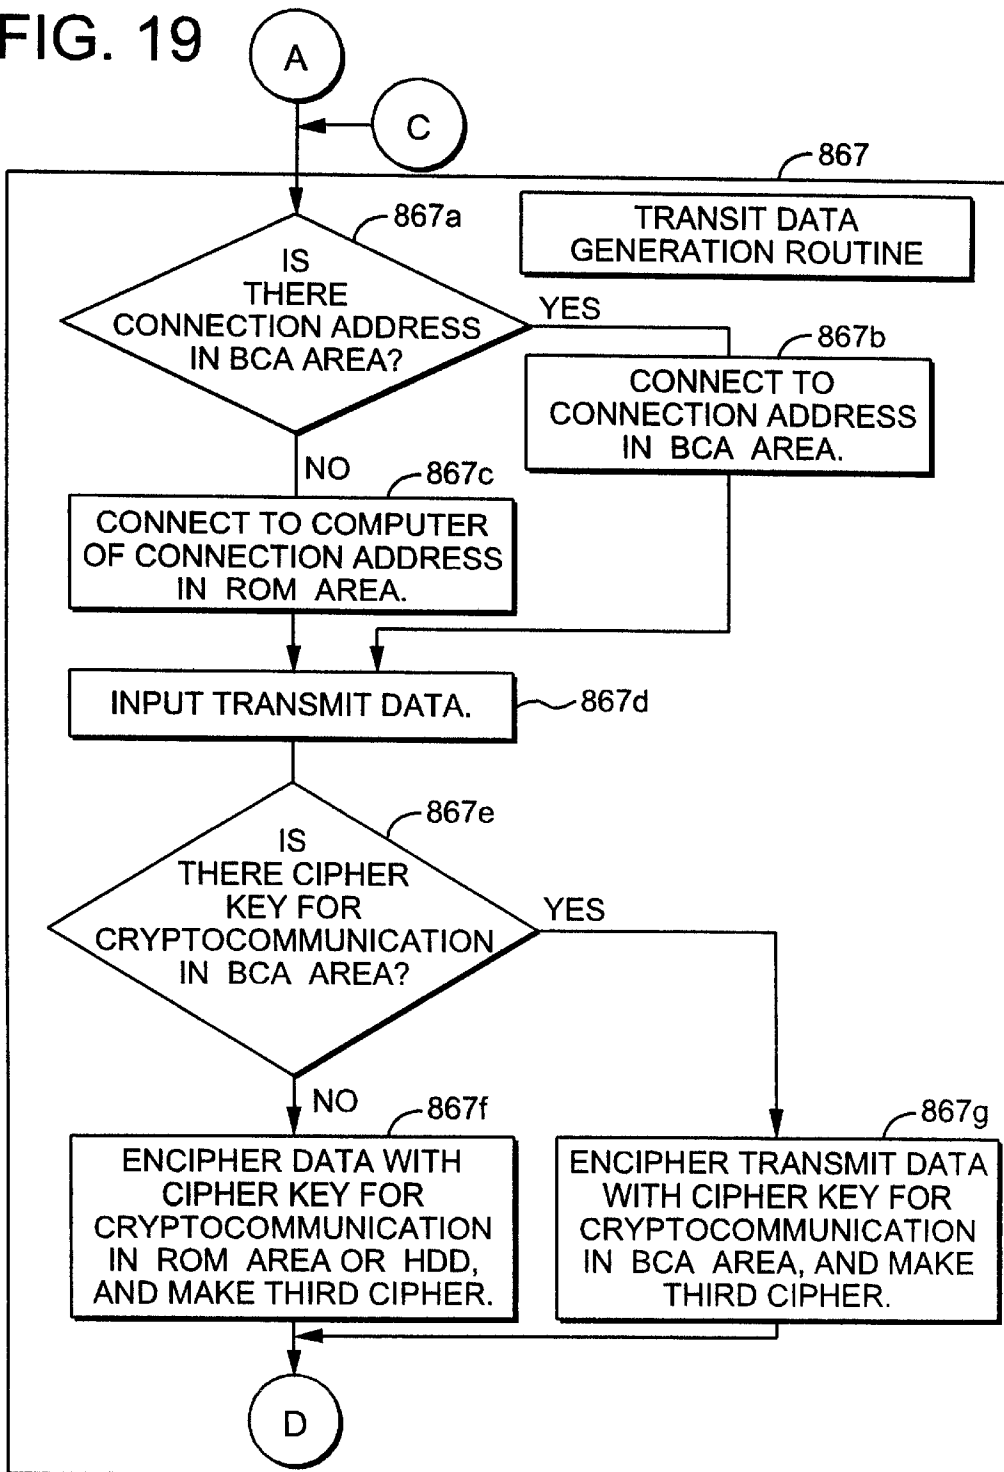 FIG. 19
A
C
867
TRANSIT DATA
GENERATION ROUTINE
867a
IS
THERE
CONNECTION ADDRESS
IN BCA AREA?
YES
867b
CONNECT TO
CONNECTION ADDRESS
IN BCA AREA.
NO
867c
CONNECT TO COMPUTER
OF CONNECTION ADDRESS
IN ROM AREA.
INPUT TRANSMIT DATA.
867d
867e
IS
THERE CIPHER
KEY FOR
CRYPTOCOMMUNICATION
IN BCA AREA?
YES
NO
867f
ENCIPHER DATA WITH
CIPHER KEY FOR
CRYPTOCOMMUNICATION
IN ROM AREA OR HDD,
AND MAKE THIRD CIPHER.
867g
ENCIPHER TRANSMIT DATA
WITH CIPHER KEY FOR
CRYPTOCOMMUNICATION
IN BCA AREA, AND MAKE
THIRD CIPHER.
D